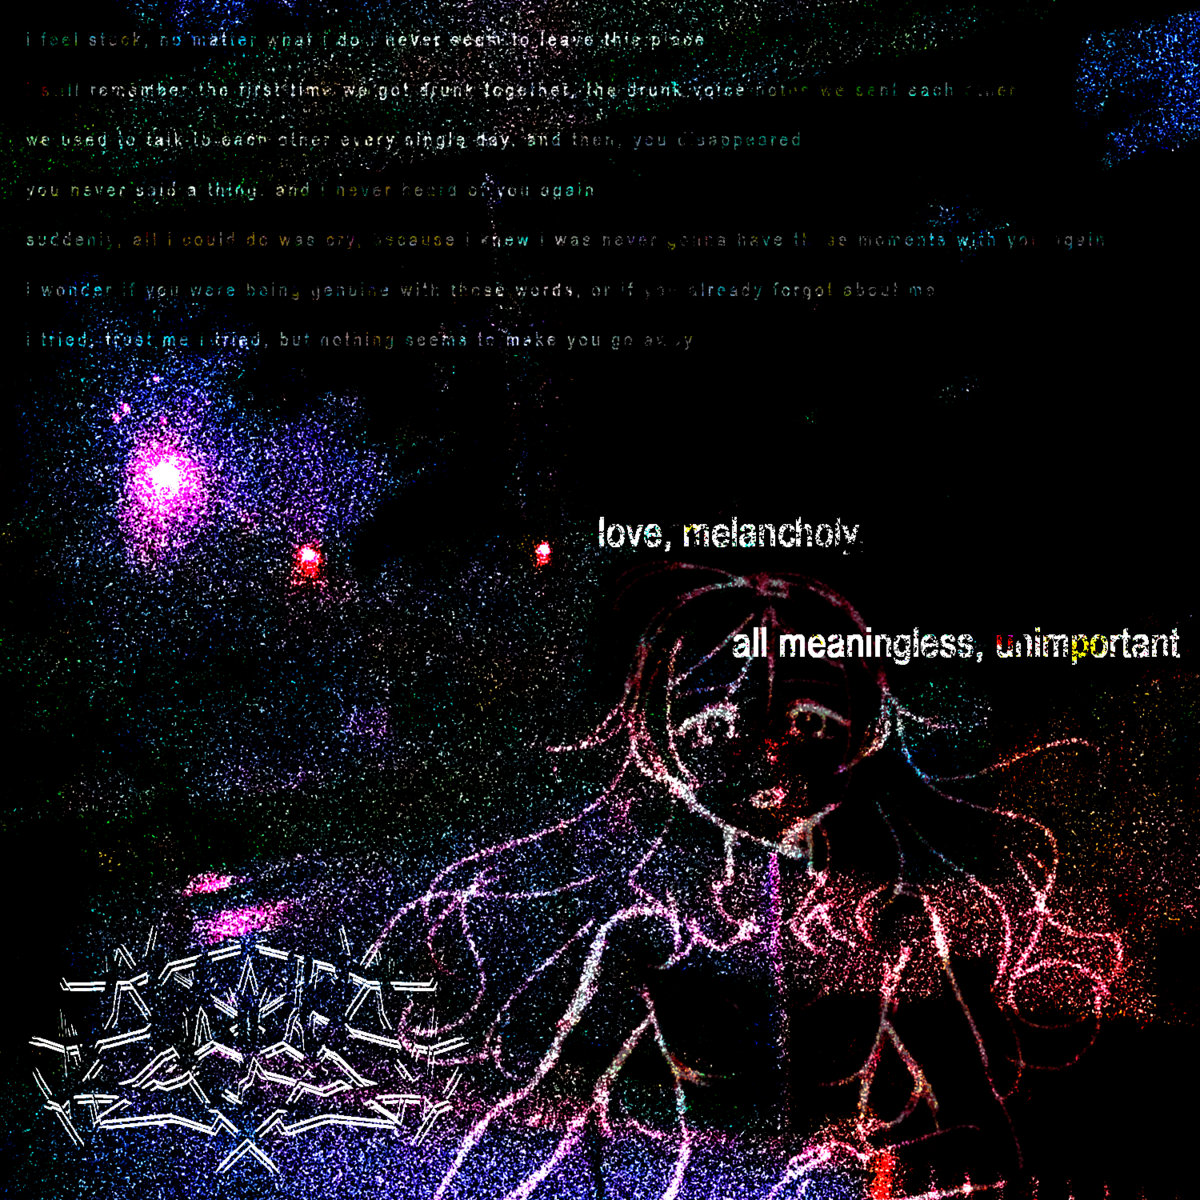 i feel stuck, no matter what i do i never seem to leave this place
i still remember the first time we got drunk together, the drunk voice notes we sent each other
we used to talk to each other every single day, and then, you disappeared
you never said a thing, and i never heard of you again
suddenly, all i could do was cry, because i knew i was never gonna have these moments with you again
i wonder if you were being genuine with those words, or if you already forgot about me
i tried, trust me i tried, but nothing seems to make you go away
love, melancholy
all meaningless, unimportant